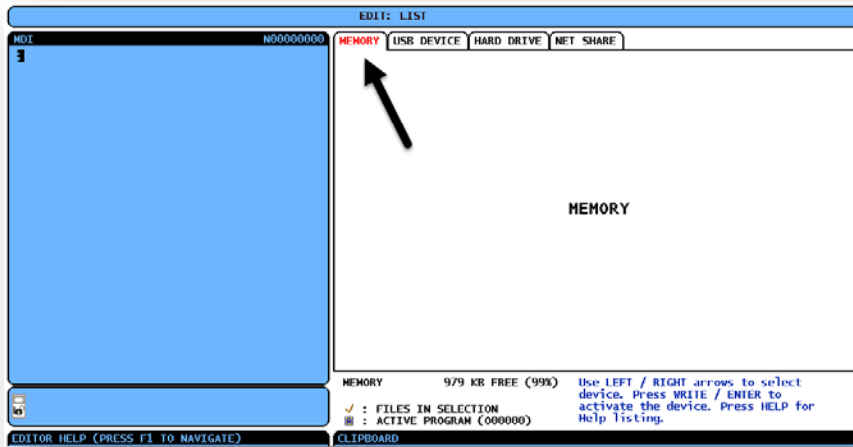 EDIT: LIST
MDI N00000000
MEMORY USB DEVICE HARD DRIVE NET SHARE
MEMORY
MEMORY 979 KB FREE (99%)
✓ : FILES IN SELECTION
A : ACTIVE PROGRAM (O00000)
Use LEFT / RIGHT arrows to select
device. Press WRITE / ENTER to
activate the device. Press HELP for
Help listing.
EDITOR HELP (PRESS F1 TO NAVIGATE)
CLIPBOARD